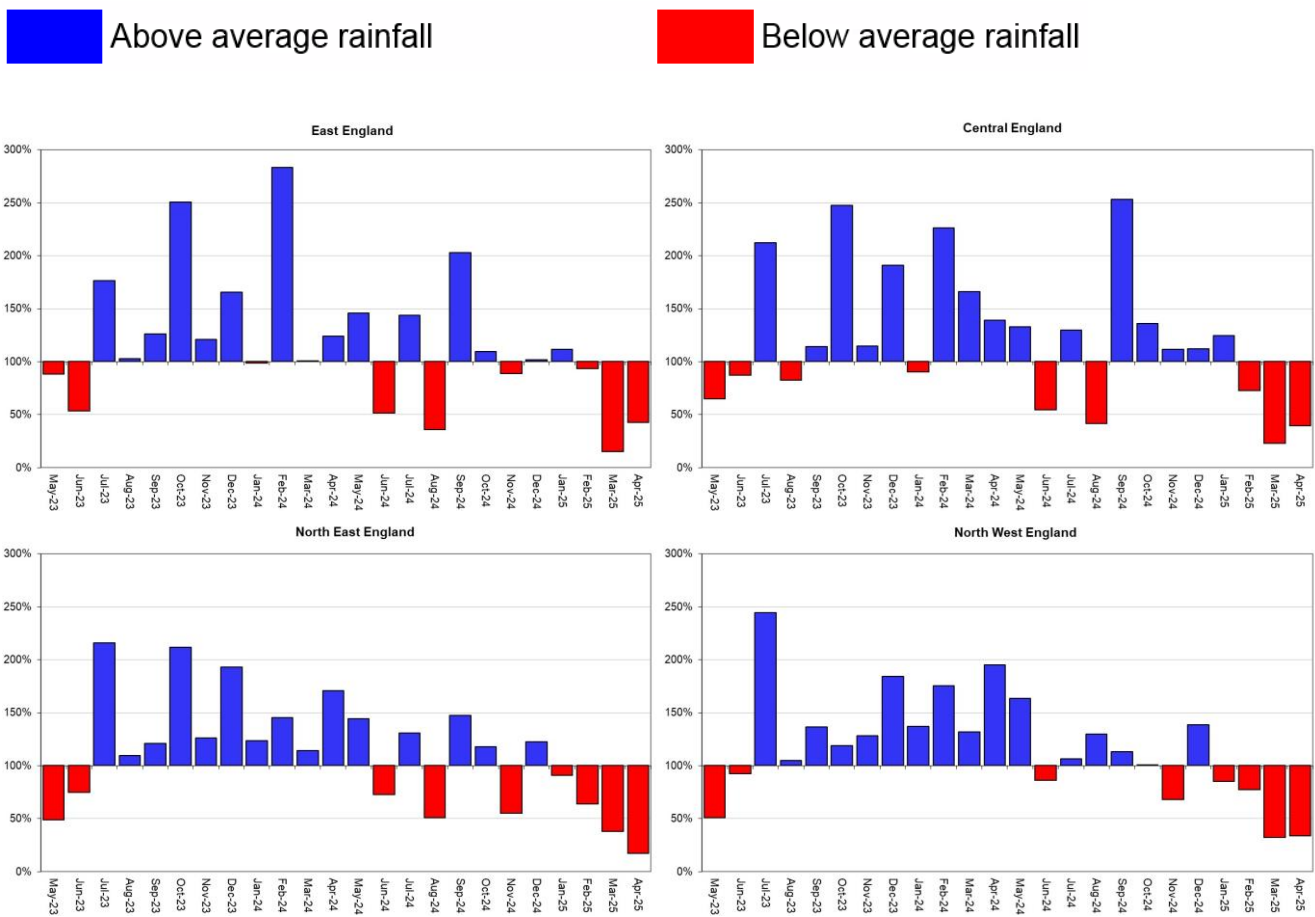 Above average rainfall
Below average rainfall
East England
300%
250%
200%
150%
100%
50%
0%
May-23
Jun-23
Jul-23
Aug-23
Sep-23
Oct-23
Nov-23
Dec-23
Jan-24
Feb-24
Mar-24
Apr-24
May-24
Jun-24
Jul-24
Aug-24
Sep-24
Oct-24
Nov-24
Dec-24
Jan-25
Feb-25
Mar-25
Apr-25
Central England
300%
250%
200%
150%
100%
50%
0%
May-23
Jun-23
Jul-23
Aug-23
Sep-23
Oct-23
Nov-23
Dec-23
Jan-24
Feb-24
Mar-24
Apr-24
May-24
Jun-24
Jul-24
Aug-24
Sep-24
Oct-24
Nov-24
Dec-24
Jan-25
Feb-25
Mar-25
Apr-25
North East England
300%
250%
200%
150%
100%
50%
0%
May-23
Jun-23
Jul-23
Aug-23
Sep-23
Oct-23
Nov-23
Dec-23
Jan-24
Feb-24
Mar-24
Apr-24
May-24
Jun-24
Jul-24
Aug-24
Sep-24
Oct-24
Nov-24
Dec-24
Jan-25
Feb-25
Mar-25
Apr-25
North West England
300%
250%
200%
150%
100%
50%
0%
May-23
Jun-23
Jul-23
Aug-23
Sep-23
Oct-23
Nov-23
Dec-23
Jan-24
Feb-24
Mar-24
Apr-24
May-24
Jun-24
Jul-24
Aug-24
Sep-24
Oct-24
Nov-24
Dec-24
Jan-25
Feb-25
Mar-25
Apr-25